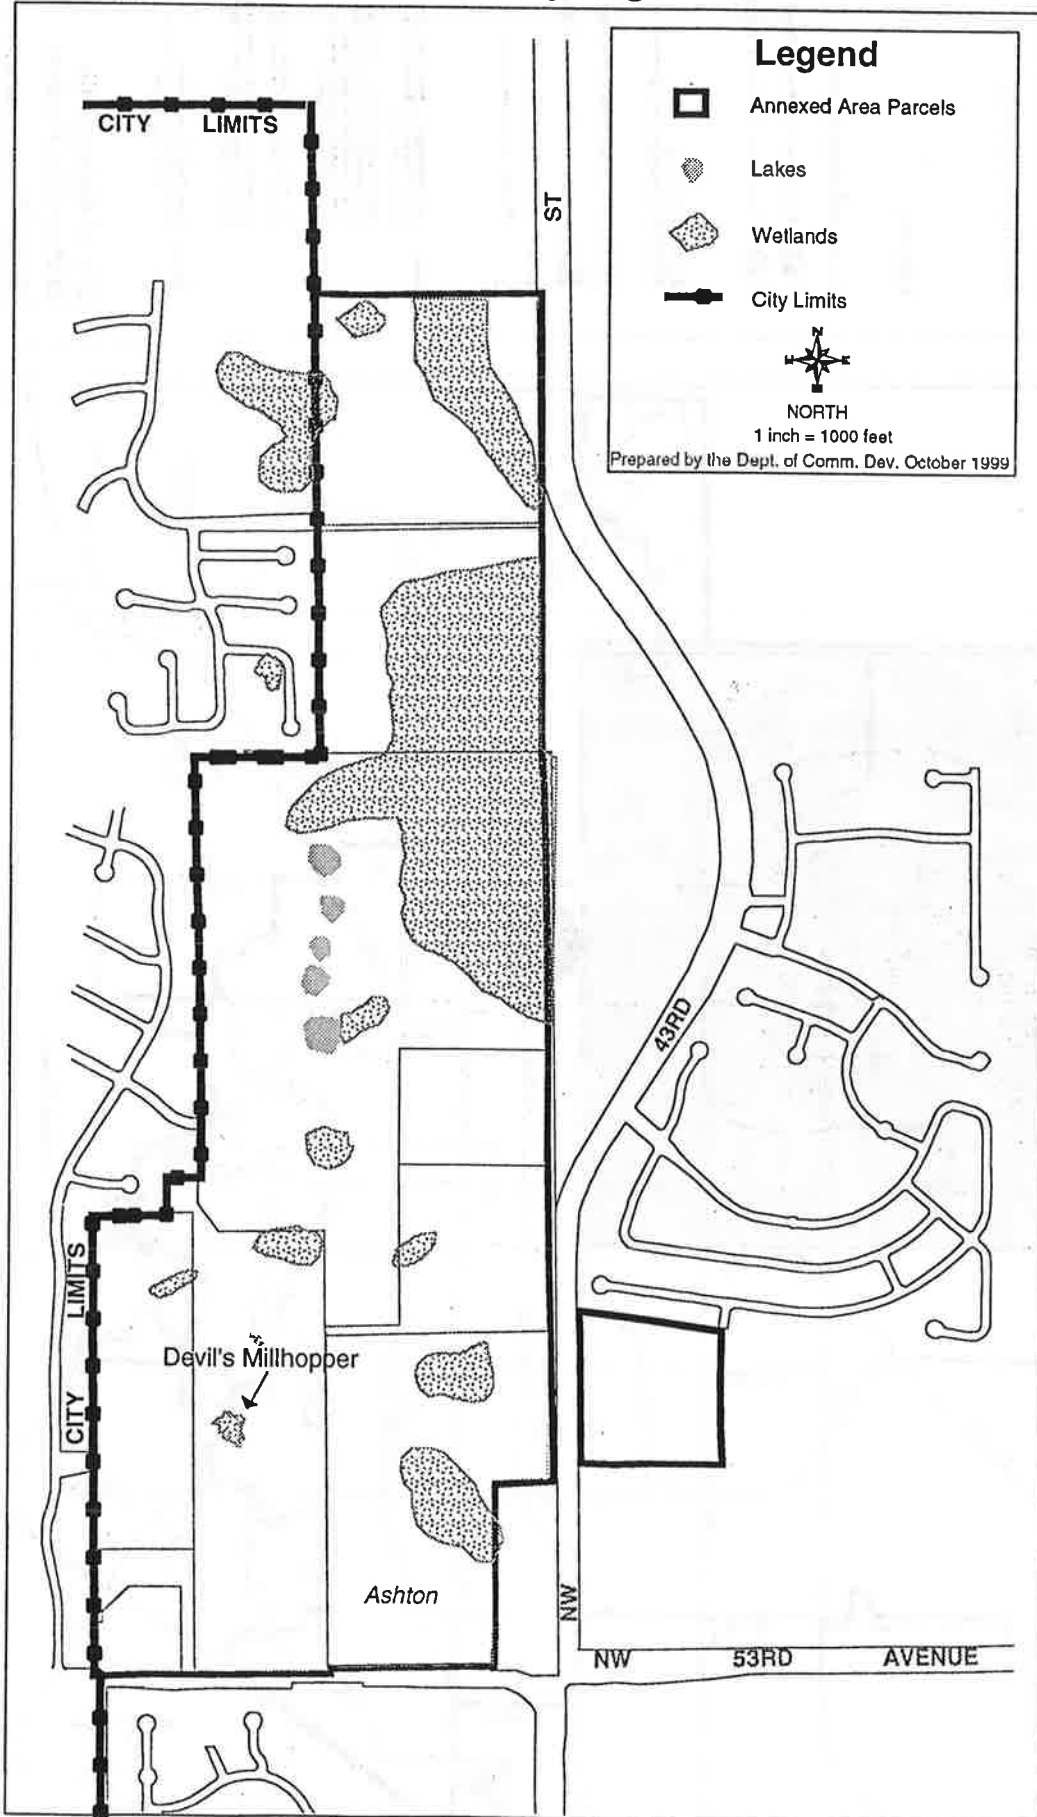 Legend
Annexed Area Parcels
Lakes
Wetlands
City Limits
N
NORTH
1 inch = 1000 feet
Prepared by the Dept. of Comm. Dev. October 1999
CITY LIMITS
ST
43RD
NW
CITY LIMITS
Devil's Millhopper
Ashton
NW 53RD AVENUE